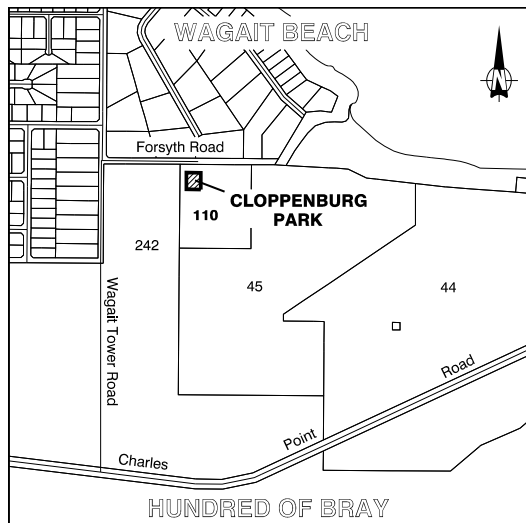 WAGAIT BEACH
N
Forsyth Road
CLOPPENBURG
PARK
110
242
45
44
Wagait Tower Road
Road
Point
Charles
HUNDRED OF BRAY